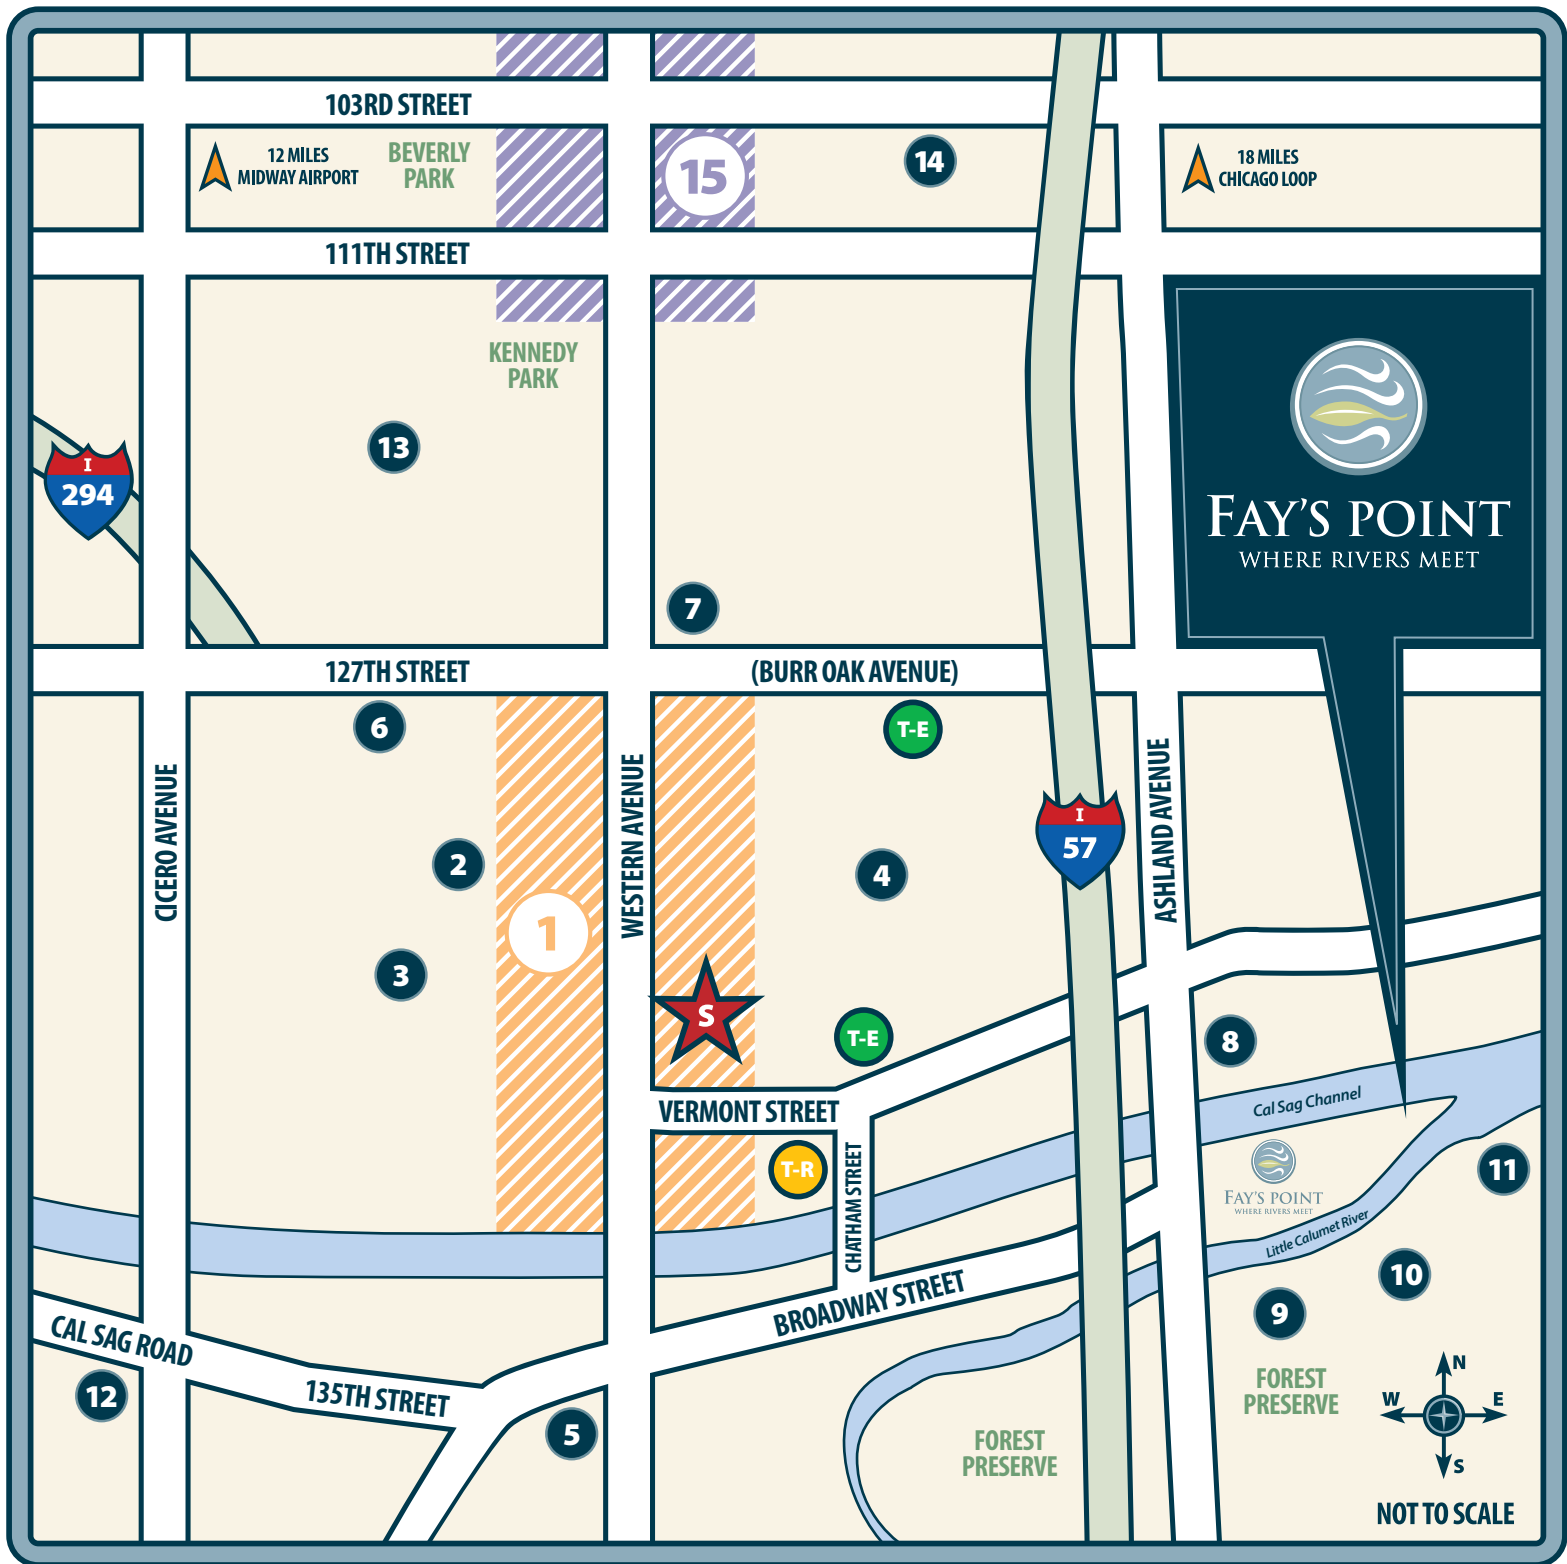 103RD STREET
12 MILES
MIDWAY AIRPORT
BEVERLY
PARK
15
14
18 MILES
CHICAGO LOOP
111TH STREET
KENNEDY
PARK
13
I
294
7
FAY'S POINT
WHERE RIVERS MEET
127TH STREET
(BURR OAK AVENUE)
6
T-E
CICERO AVENUE
WESTERN AVENUE
ASHLAND AVENUE
I
57
2
4
1
3
S
T-E
8
VERMONT STREET
Cal Sag Channel
T-R
CHATHAM STREET
FAY'S POINT
WHERE RIVERS MEET
11
Little Calumet River
10
BROADWAY STREET
9
CAL SAG ROAD
135TH STREET
12
5
FOREST
PRESERVE
FOREST
PRESERVE
N
W
E
S
NOT TO SCALE